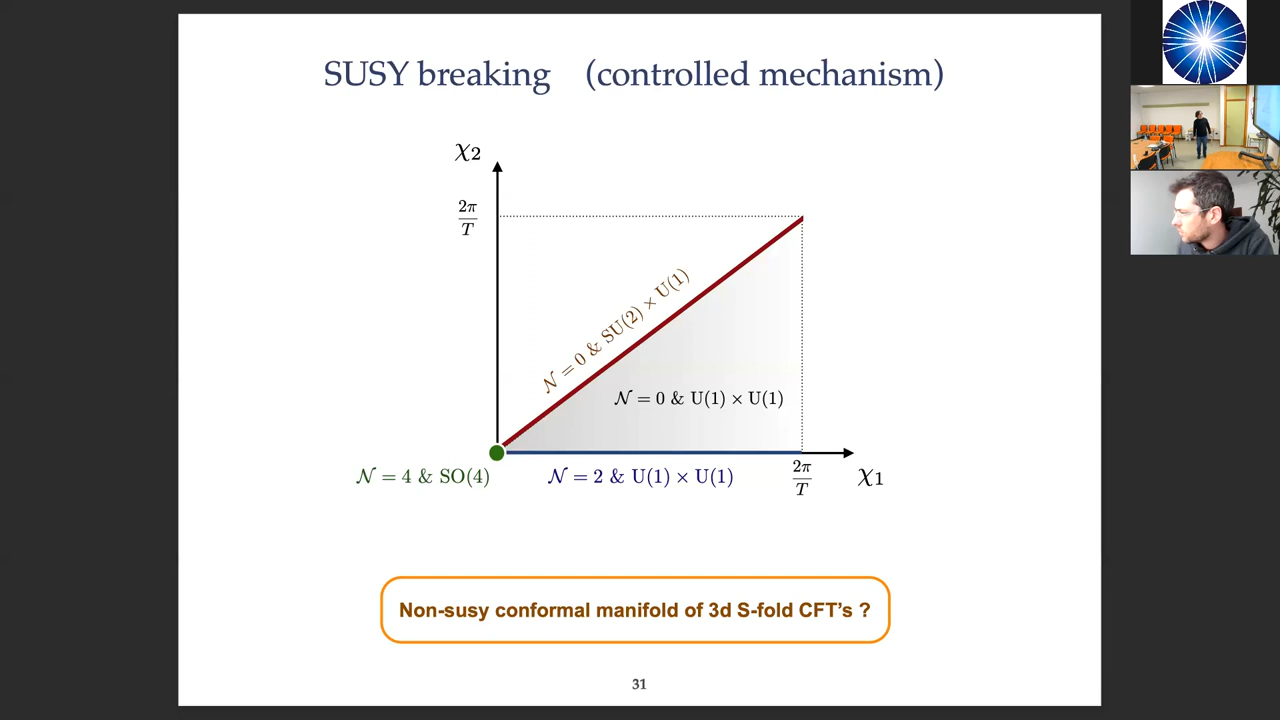 SUSY breaking (controlled mechanism)
χ2
2π
T
N = 0 & SU(2) × U(1)
N = 0 & U(1) × U(1)
N = 4 & SO(4)
N = 2 & U(1) × U(1)
2π
T
χ1
Non-susy conformal manifold of 3d S-fold CFT's ?
31